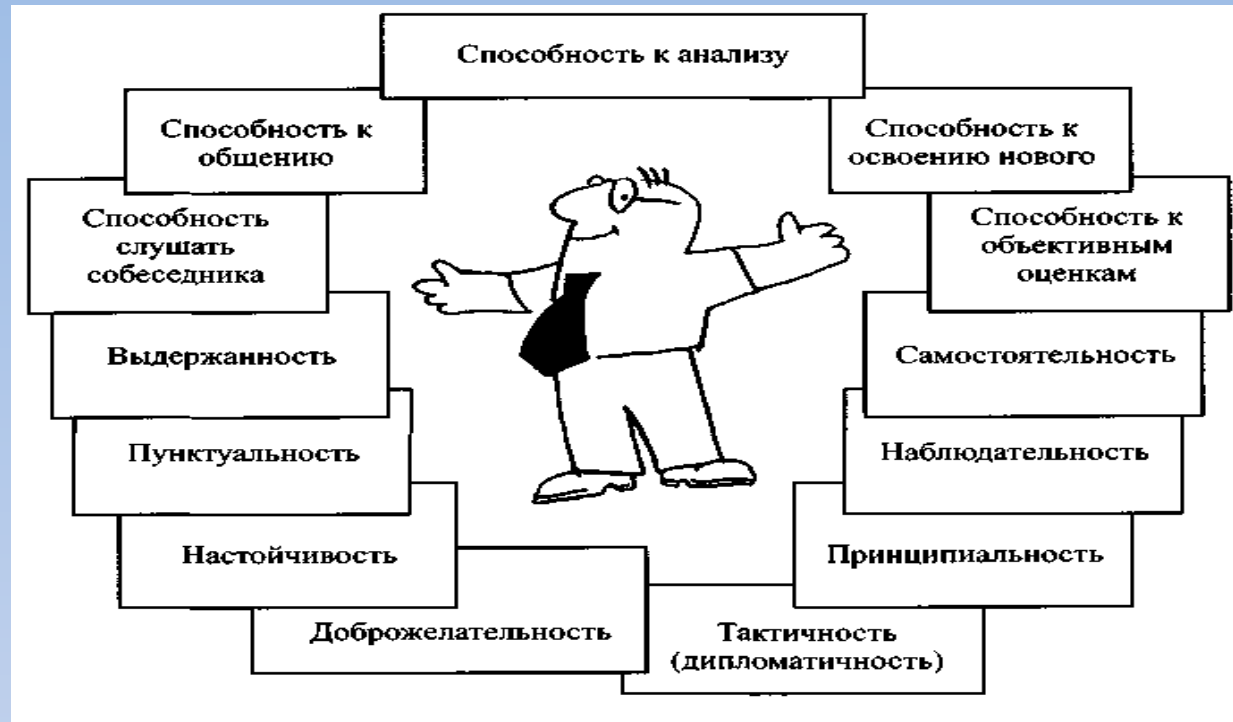 Способность к анализу
Способность к
общению
Способность к
освоению нового
Способность
слушать
собеседника
Способность к
объективным
оценкам
Выдержанность
Самостоятельность
Пунктуальность
Наблюдательность
Настойчивость
Принципиальность
Доброжелательность
Тактичность
(дипломатичность)